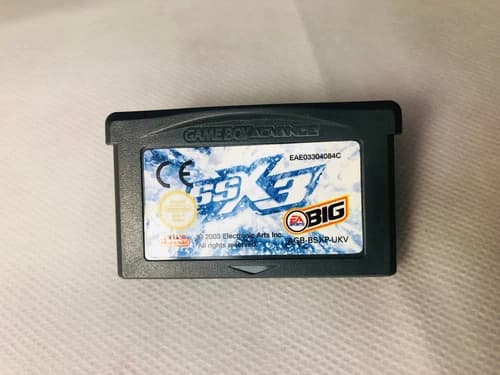 GAME BOY ADVANCE
EAE03304084C
CE
SSX3
EA
SPORTS
BIG
Nintendo
© 2003 Electronic Arts Inc.
All rights reserved.
AGB-BSXP-UKV